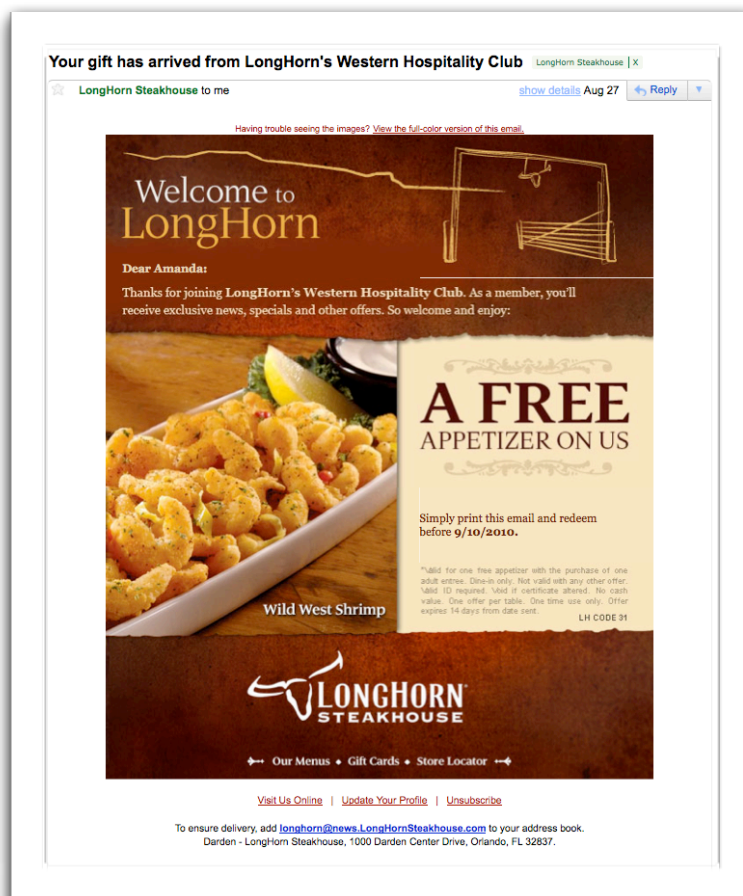 Your gift has arrived from LongHorn's Western Hospitality Club LongHorn Steakhouse | X
LongHorn Steakhouse to me show details Aug 27 Reply
Having trouble seeing the images? View the full-color version of this email.
Welcome to
LongHorn
Dear Amanda:
Thanks for joining LongHorn's Western Hospitality Club. As a member, you'll
receive exclusive news, specials and other offers. So welcome and enjoy:
A FREE
APPETIZER ON US
Simply print this email and redeem
before 9/10/2010.
*Valid for one free appetizer with the purchase of one
adult entree. Dine-in only. Not valid with any other offer.
Valid ID required. Void if certificate altered. No cash
value. One offer per table. One time use only. Offer
expires 14 days from date sent.
LH CODE 31
Wild West Shrimp
LONGHORN
STEAKHOUSE
Our Menus • Gift Cards • Store Locator
Visit Us Online | Update Your Profile | Unsubscribe
To ensure delivery, add longhorn@news.LongHornSteakhouse.com to your address book.
Darden - LongHorn Steakhouse, 1000 Darden Center Drive, Orlando, FL 32837.